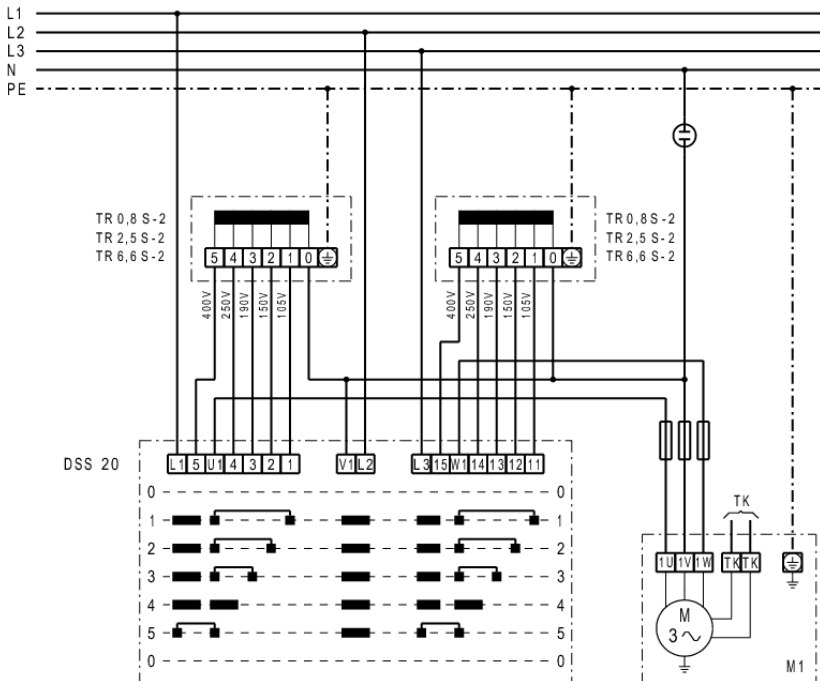 L1
L2
L3
N
PE
TR 0,8 S-2
TR 2,5 S-2
TR 6,6 S-2
5 4 3 2 1 0
400V 250V 190V 150V 105V
TR 0,8 S-2
TR 2,5 S-2
TR 6,6 S-2
5 4 3 2 1 0
400V 250V 190V 150V 105V
DSS 20
L1 5 U1 4 3 2 1 V1 L2 L3 15 W1 14 13 12 11
0 0
1 1
2 2
3 3
4 4
5 5
0 0
TK
1U 1V 1W TK TK
M
3
M1